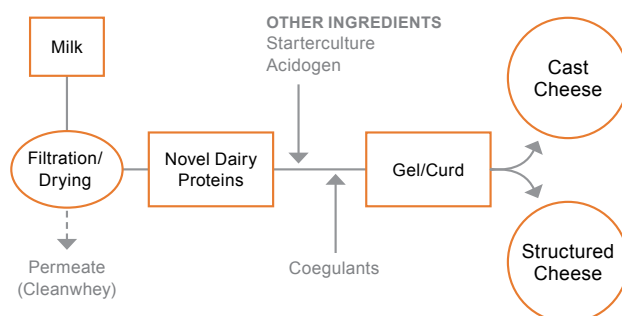 OTHER INGREDIENTS
Starterculture
Acidogen
Milk
Cast
Cheese
Filtration/
Drying
Novel Dairy
Proteins
Gel/Curd
Permeate
(Cleanwhey)
Coegulants
Structured
Cheese